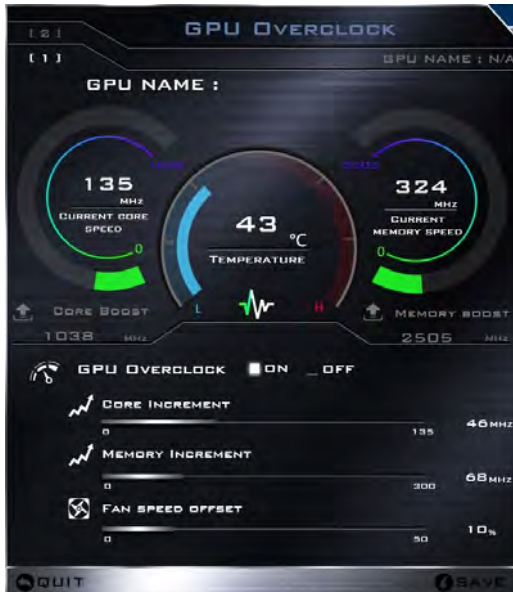 [2]
GPU Overclock
[1]
GPU NAME : N/A
GPU NAME :
135
MHZ
Current core
speed
0
43
°C
Temperature
L
H
324
MHZ
Current
memory speed
0
Core Boost
1038 MHZ
Memory boost
2505 MHZ
GPU Overclock ON OFF
Core Increment
0 135 46MHZ
Memory Increment
0 300 68MHZ
Fan speed offset
0 50 10%
QUIT
SAVE